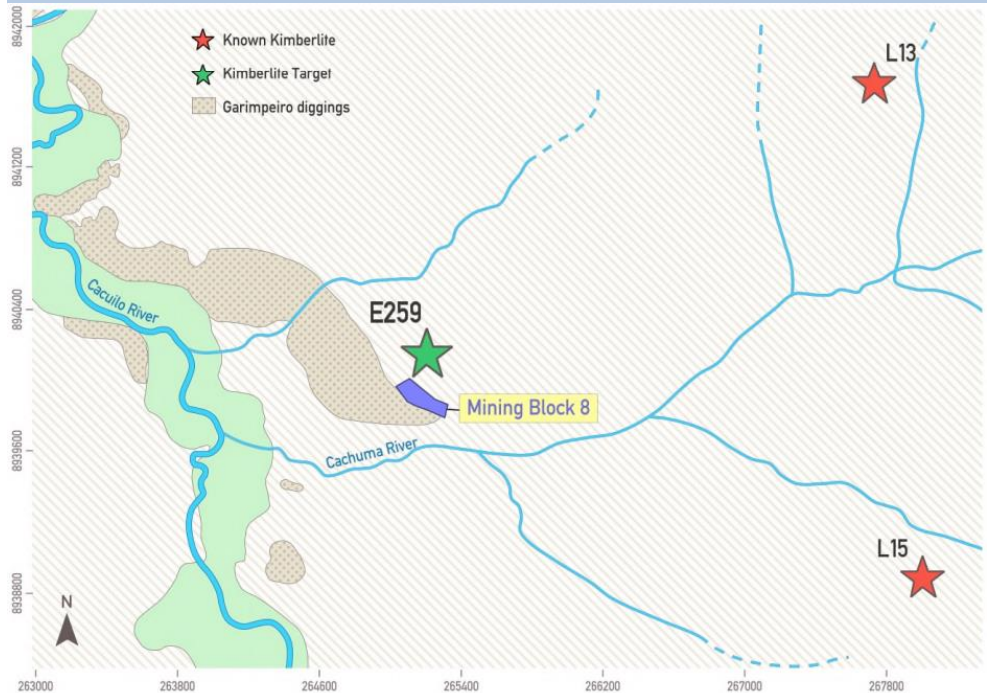 Known Kimberlite
Kimberlite Target
Garimpeiro diggings
L13
E259
Cacuilo River
Mining Block 8
Cachuma River
L15
N
8942000
8941200
8940400
8939600
8938800
263000
263800
264600
265400
266200
267000
267800